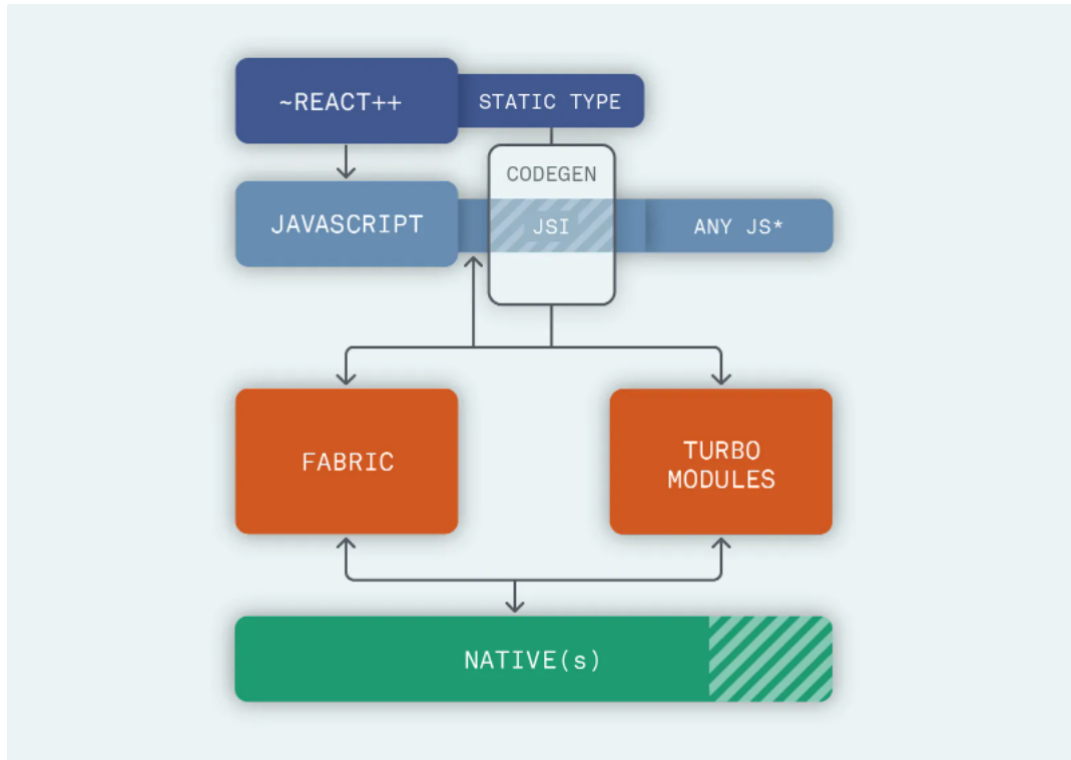 ~REACT++
STATIC TYPE
CODEGEN
JAVASCRIPT
JSI
ANY JS*
FABRIC
TURBO
MODULES
NATIVE(s)